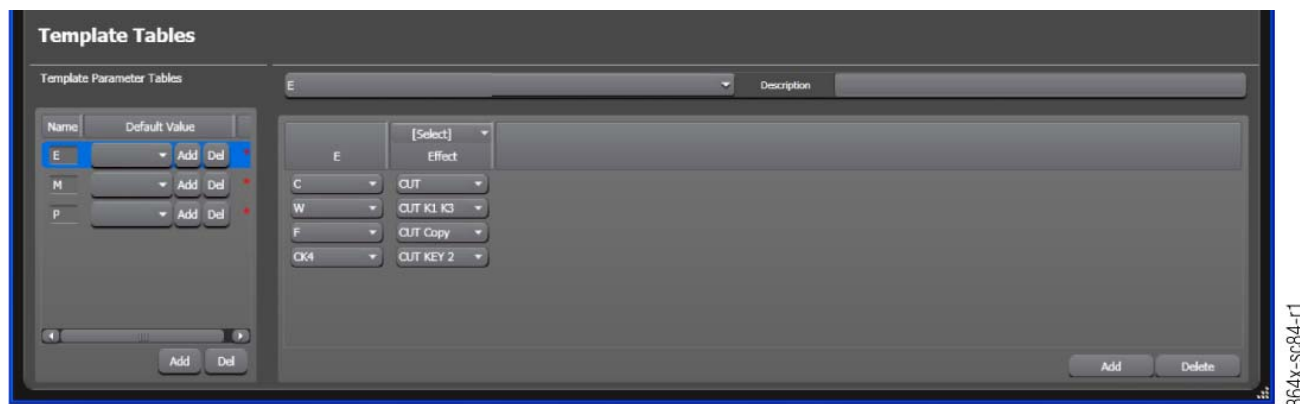 Template Tables
Template Parameter Tables
E
Description
Name
Default Value
E
Add
Del
*
M
Add
Del
*
P
Add
Del
*
Add
Del
[Select]
E
Effect
C
CUT
W
CUT K1 K3
F
CUT Copy
CK4
CUT KEY 2
Add
Delete
864x-sc84-r1